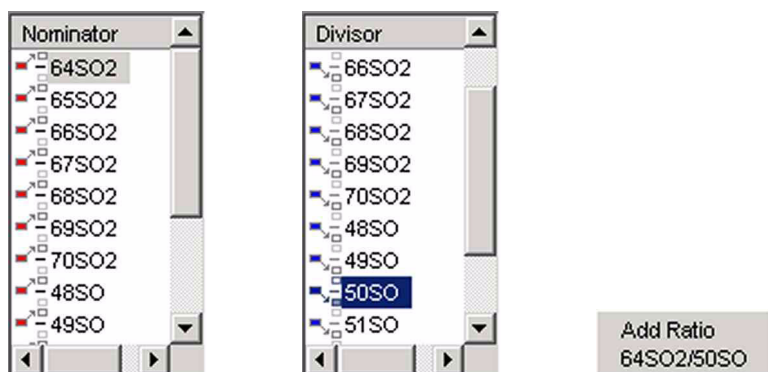 Nominator
64SO2
65SO2
66SO2
67SO2
68SO2
69SO2
70SO2
48SO
49SO
Divisor
66SO2
67SO2
68SO2
69SO2
70SO2
48SO
49SO
50SO
51SO
Add Ratio
64SO2/50SO